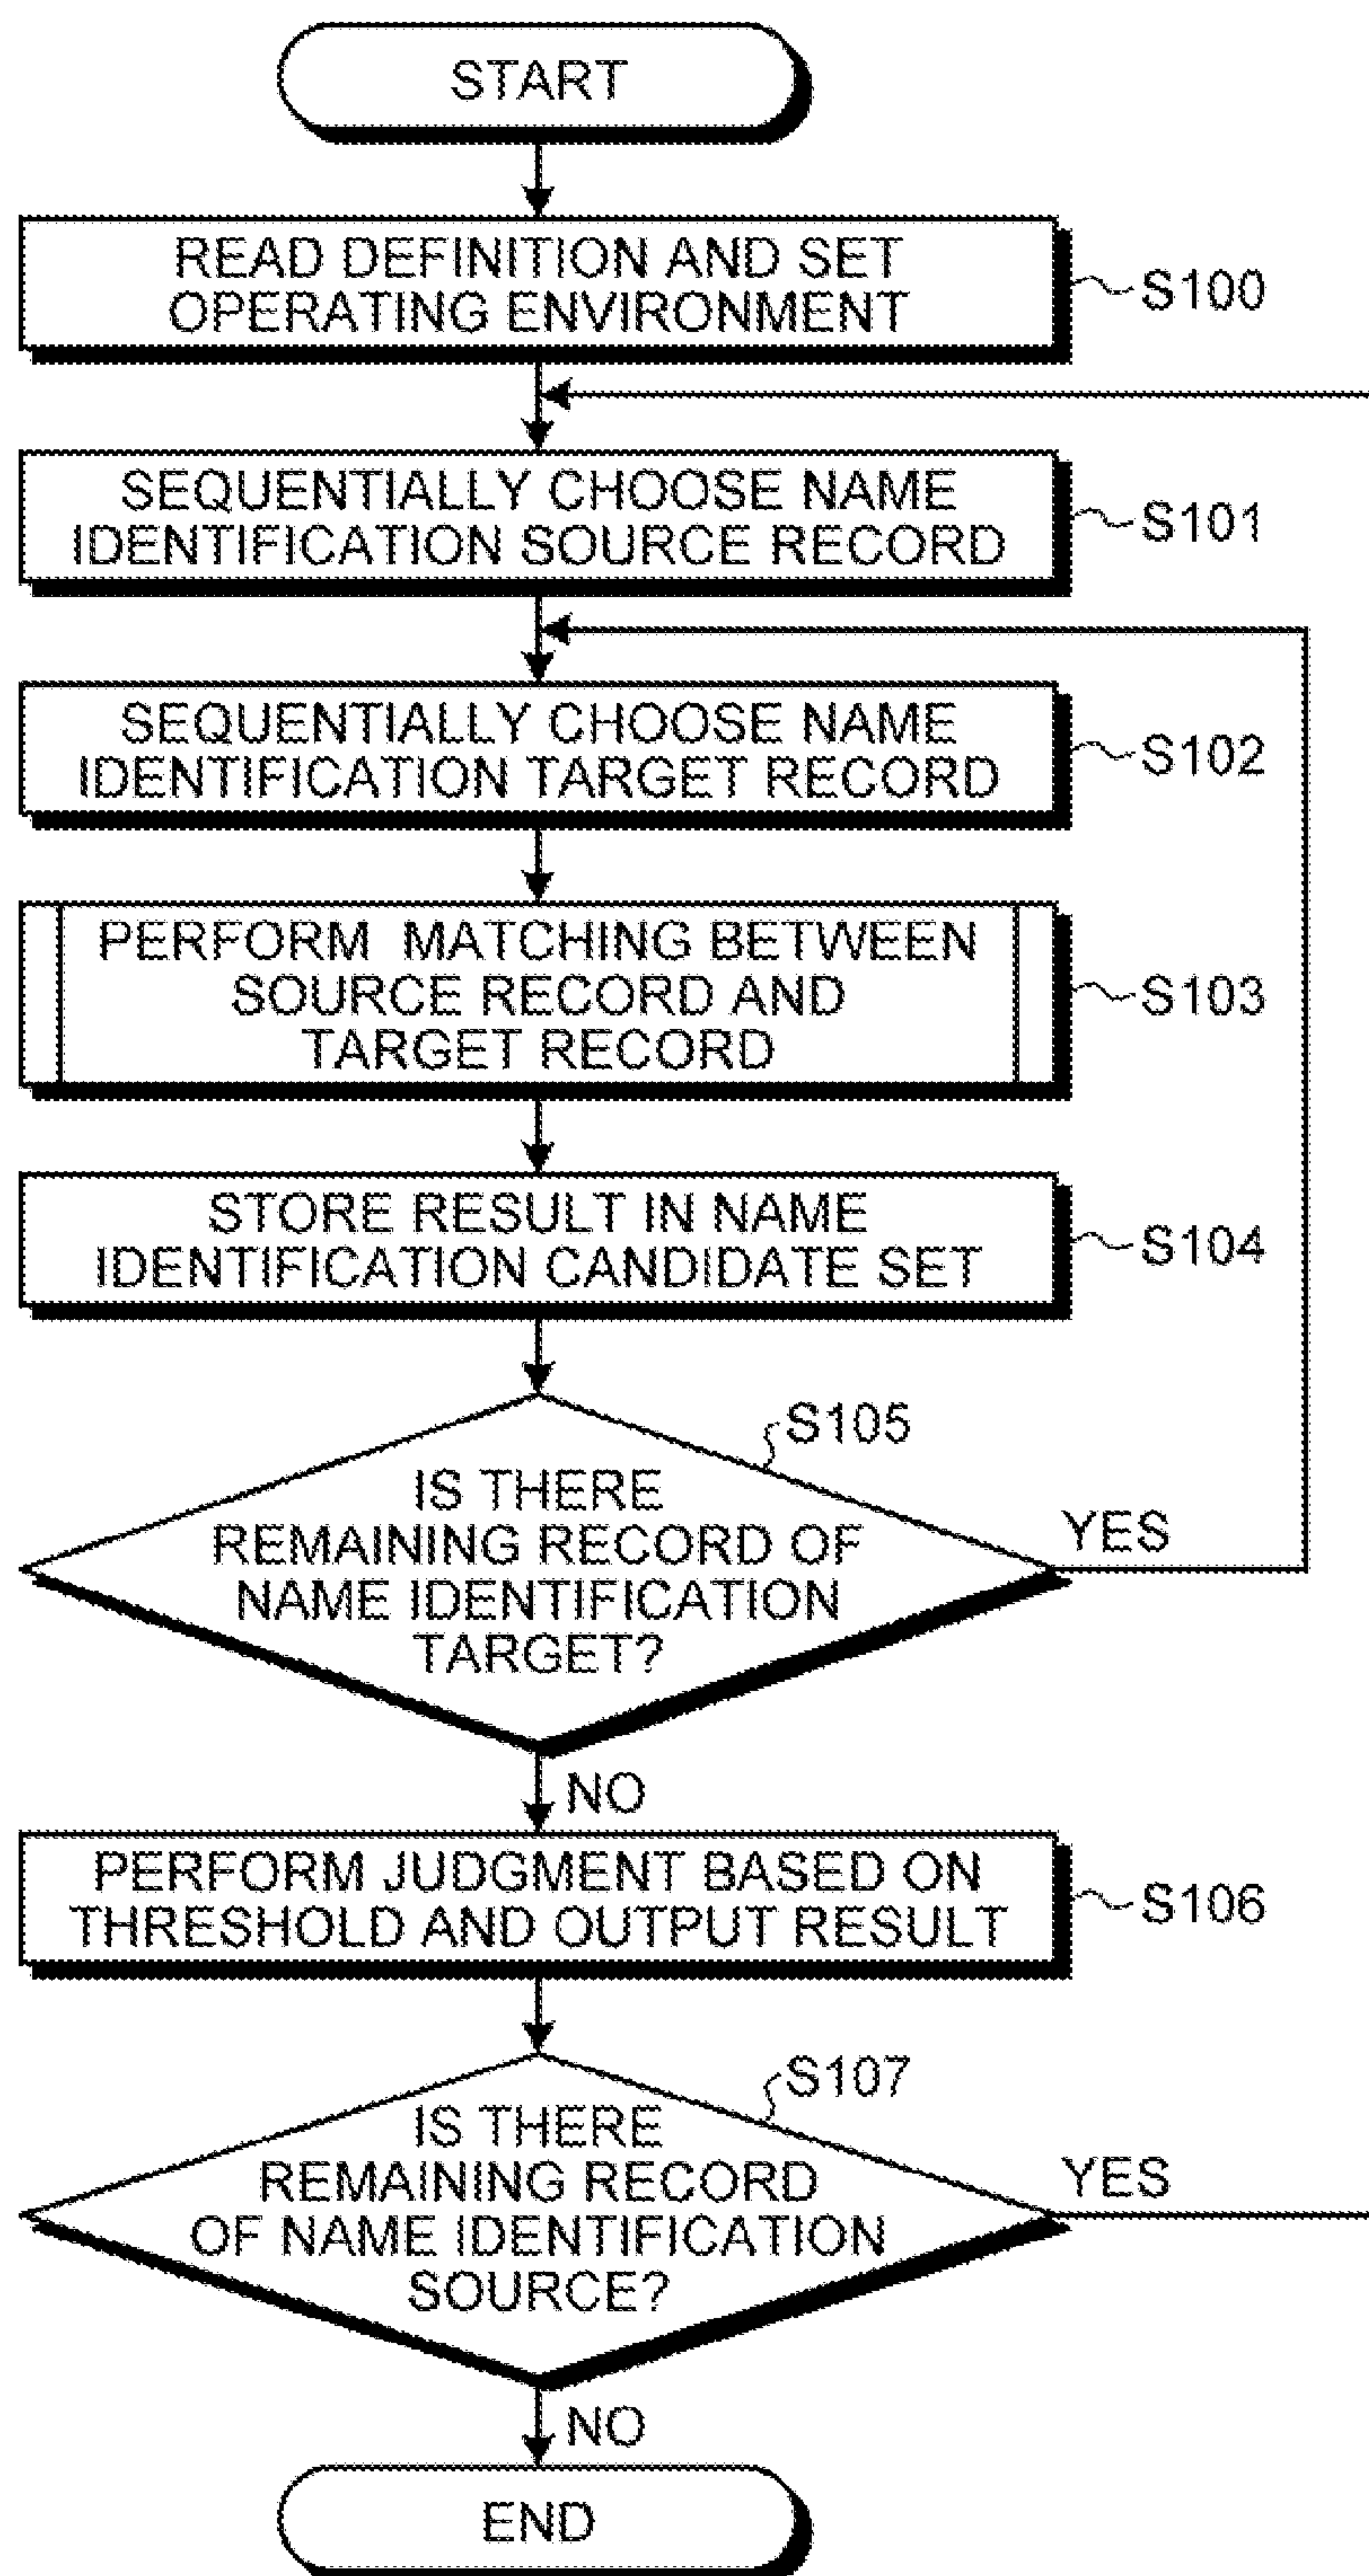 START
READ DEFINITION AND SET
OPERATING ENVIRONMENT
S100
SEQUENTIALLY CHOOSE NAME
IDENTIFICATION SOURCE RECORD
S101
SEQUENTIALLY CHOOSE NAME
IDENTIFICATION TARGET RECORD
S102
PERFORM MATCHING BETWEEN
SOURCE RECORD AND
TARGET RECORD
S103
STORE RESULT IN NAME
IDENTIFICATION CANDIDATE SET
S104
S105
IS THERE
REMAINING RECORD OF
NAME IDENTIFICATION
TARGET?
YES
NO
PERFORM JUDGMENT BASED ON
THRESHOLD AND OUTPUT RESULT
S106
S107
IS THERE
REMAINING RECORD
OF NAME IDENTIFICATION
SOURCE?
YES
NO
END